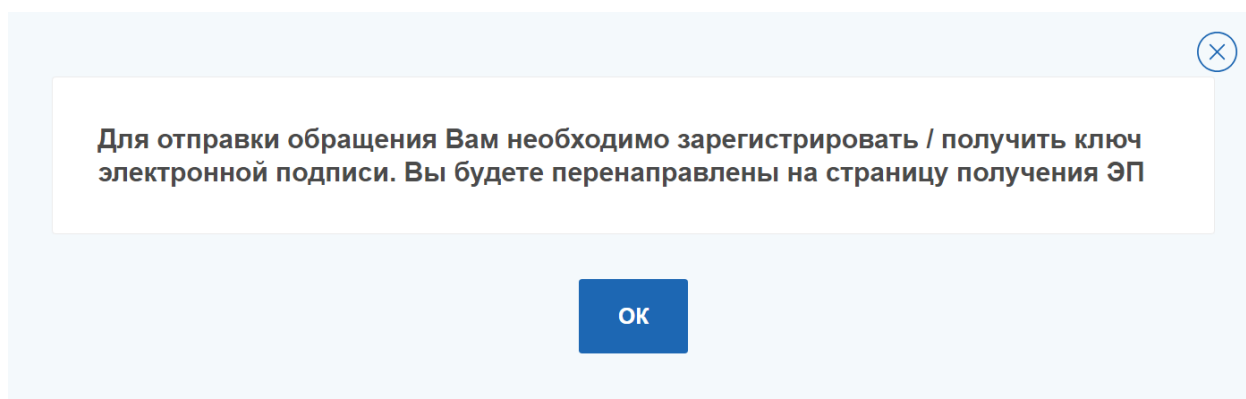 Для отправки обращения Вам необходимо зарегистрировать / получить ключ
электронной подписи. Вы будете перенаправлены на страницу получения ЭП
ОК